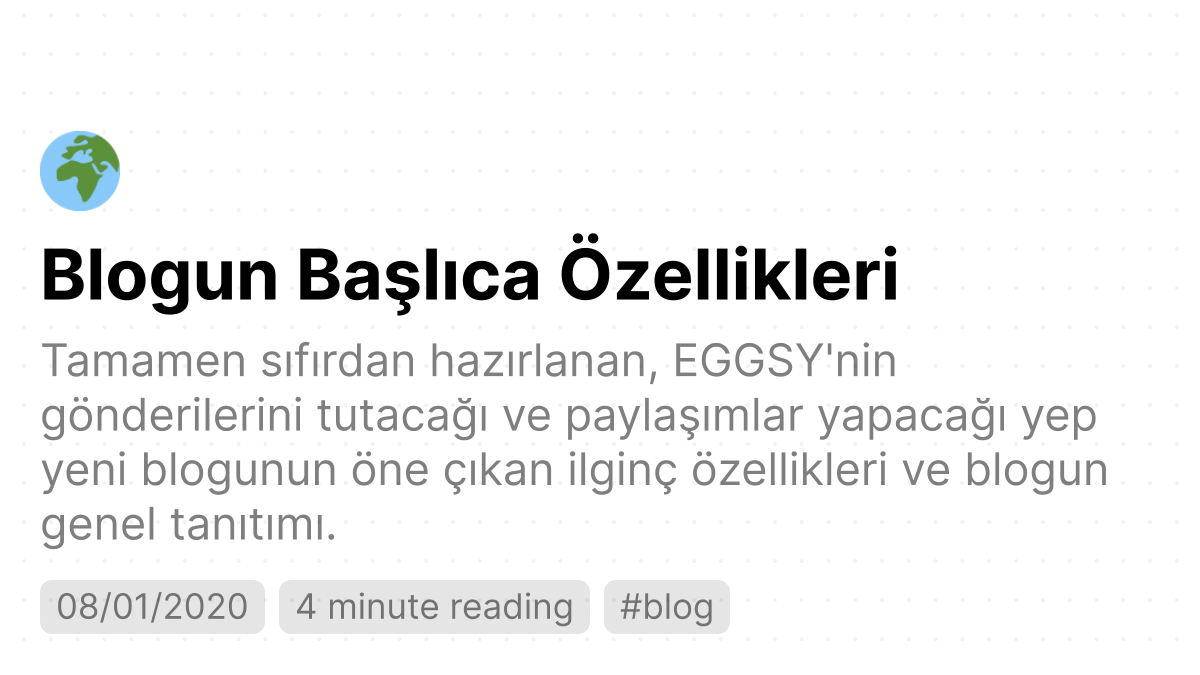 Blogun Başlıca Özellikleri
Tamamen sıfırdan hazırlanan, EGGSY'nin
gönderilerini tutacağı ve paylaşımlar yapacağı yep
yeni blogunun öne çıkan ilginç özellikleri ve blogun
genel tanıtımı.
08/01/2020 4 minute reading #blog